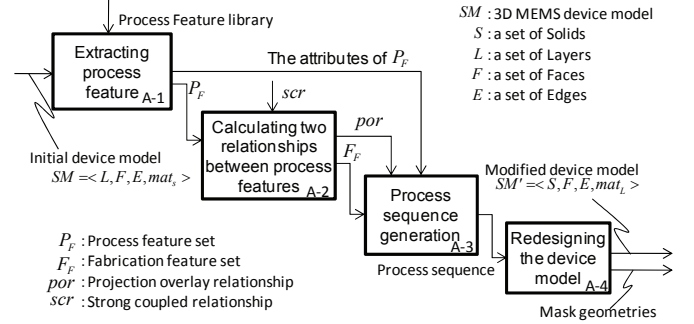 Process Feature library
SM : 3D MEMS device model
S : a set of Solids
L : a set of Layers
F : a set of Faces
E : a set of Edges
Extracting
process
feature
A-1
The attributes of P_F
P_F
scr
Calculating two
relationships
between process
features
A-2
por
F_F
Initial device model
SM =< L, F, E, mat_s >
Process
sequence
generation
A-3
Modified device model
SM' =< S, F, E, mat_L >
Redesigning
the device
model
A-4
Process sequence
Mask geometries
P_F : Process feature set
F_F : Fabrication feature set
por : Projection overlay relationship
scr : Strong coupled relationship